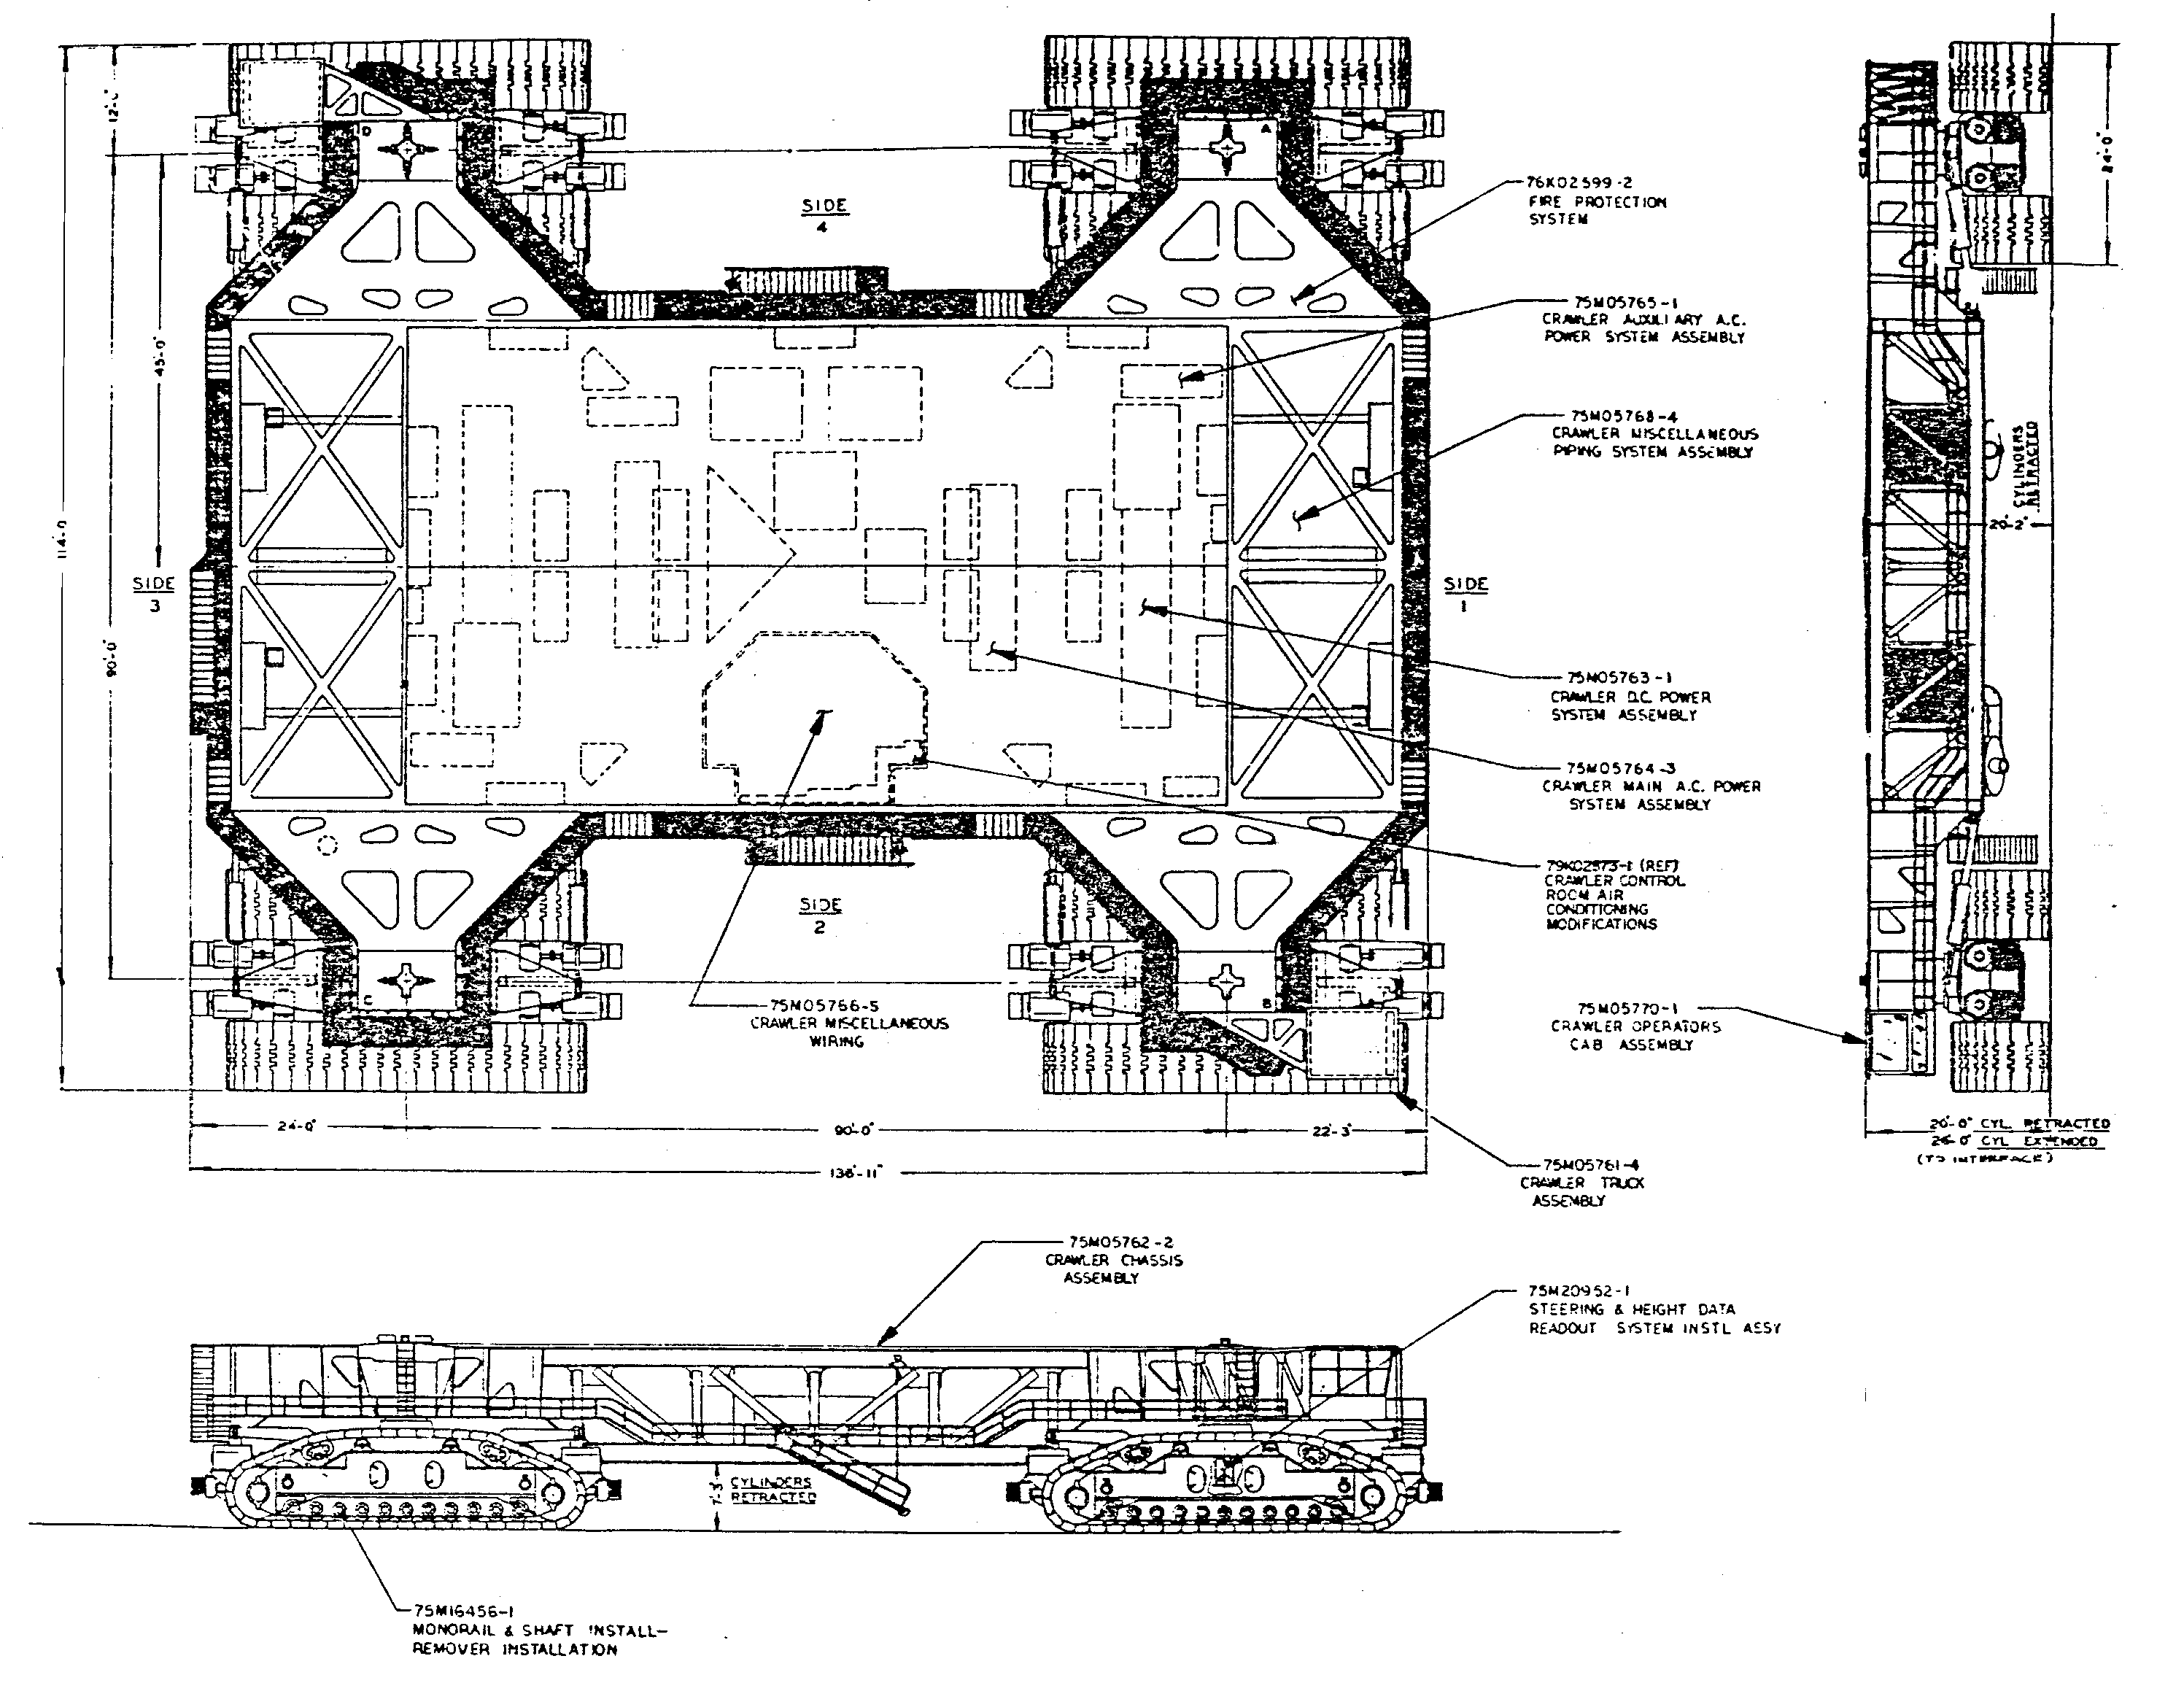 12'-0"
45'-0"
114'-0
90'-0"
SIDE
4
SIDE
3
SIDE
1
SIDE
2
D
A
C
B
76K02599-2
FIRE PROTECTION
SYSTEM
75M05765-1
CRAWLER AUXILIARY A.C.
POWER SYSTEM ASSEMBLY
75M05768-4
CRAWLER MISCELLANEOUS
PIPING SYSTEM ASSEMBLY
75M05763-1
CRAWLER D.C. POWER
SYSTEM ASSEMBLY
75M05764-3
CRAWLER MAIN A.C. POWER
SYSTEM ASSEMBLY
79K02573-1 (REF)
CRAWLER CONTROL
ROOM AIR
CONDITIONING
MODIFICATIONS
75M05766-5
CRAWLER MISCELLANEOUS
WIRING
75M05770-1
CRAWLER OPERATORS
CAB ASSEMBLY
75M05761-4
CRAWLER TRUCK
ASSEMBLY
24'-0"
90'-0"
22'-3"
136'-11"
24'-0"
CYLINDERS
RETRACTED
20'-2"
20'-0" CYL. RETRACTED
26'-0" CYL EXTENDED
(TO INTERFACE)
75M05762-2
CRAWLER CHASSIS
ASSEMBLY
75M20952-1
STEERING & HEIGHT DATA
READOUT SYSTEM INSTL ASSY
7'-3"
CYLINDERS
RETRACTED
75M16456-1
MONORAIL & SHAFT INSTALL-
REMOVER INSTALLATION